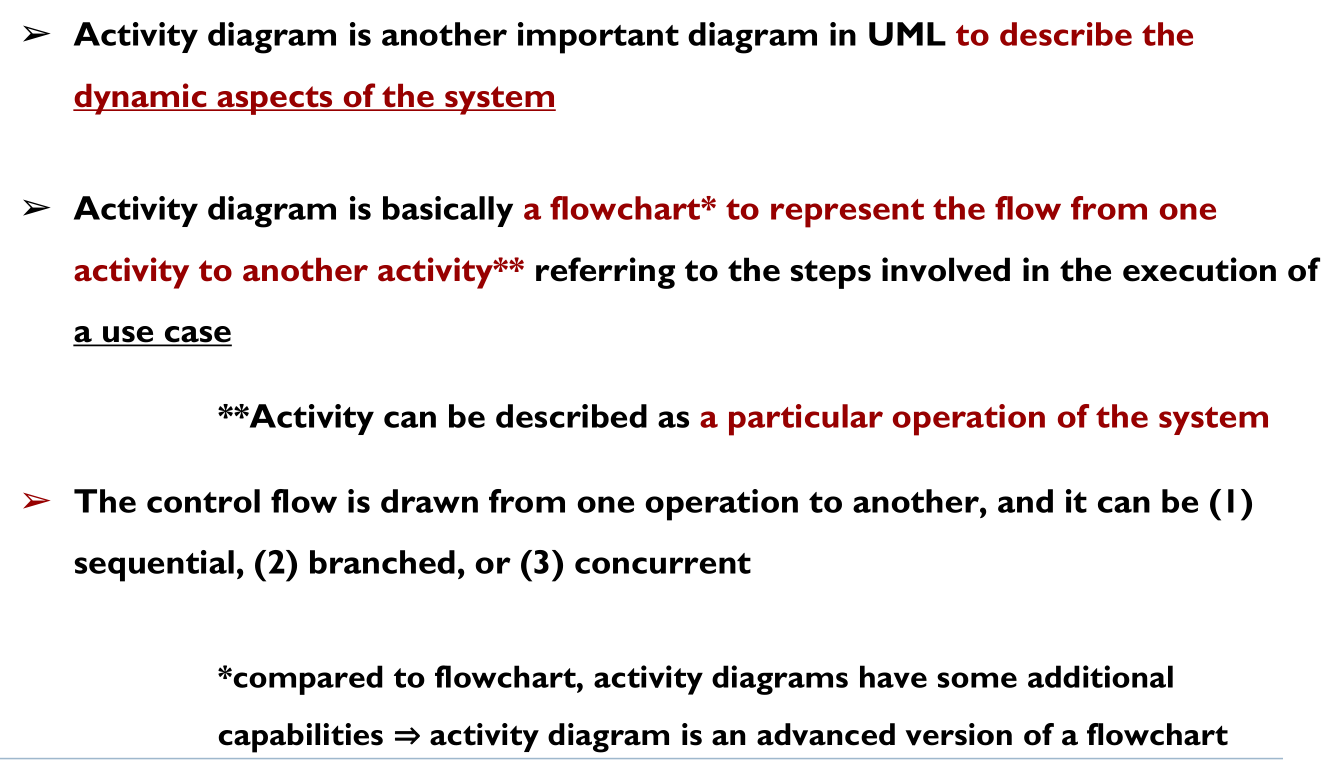 ➢ Activity diagram is another important diagram in UML to describe the
dynamic aspects of the system
➢ Activity diagram is basically a flowchart* to represent the flow from one
activity to another activity** referring to the steps involved in the execution of
a use case
**Activity can be described as a particular operation of the system
➢ The control flow is drawn from one operation to another, and it can be (1)
sequential, (2) branched, or (3) concurrent
*compared to flowchart, activity diagrams have some additional
capabilities ⇒ activity diagram is an advanced version of a flowchart